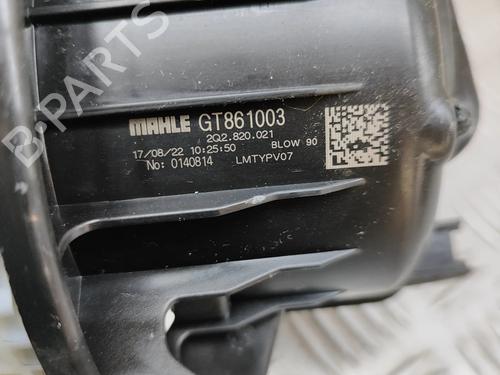 B-PARTS
MAHLE GT861003
2Q2.820.021
17/08/22 10:25:50 BLOW 90
No: 0140814 LMTYPV07